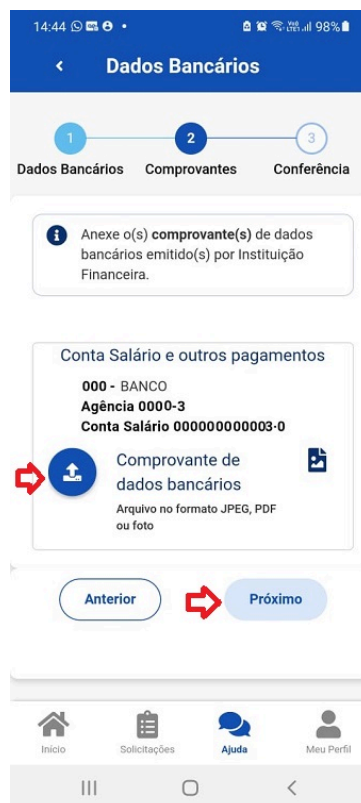 14:44
98%
Dados Bancários
1 2 3
Dados Bancários Comprovantes Conferência
Anexe o(s) comprovante(s) de dados
bancários emitido(s) por Instituição
Financeira.
Conta Salário e outros pagamentos
000 - BANCO
Agência 0000-3
Conta Salário 000000000003-0
Comprovante de
dados bancários
Arquivo no formato JPEG, PDF
ou foto
Anterior Próximo
Início Solicitações Ajuda Meu Perfil